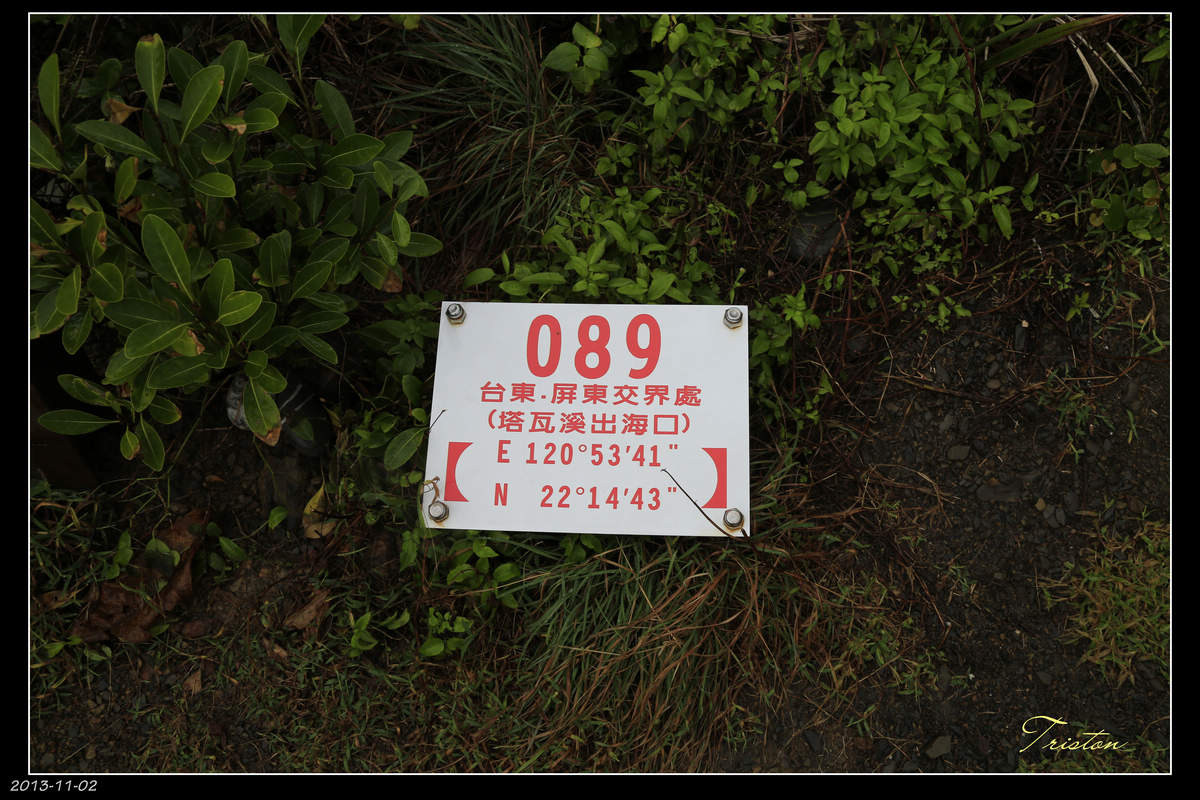 089
台東.屏東交界處
(塔瓦溪出海口)
E 120°53'41"
N 22°14'43"
Triston
2013-11-02